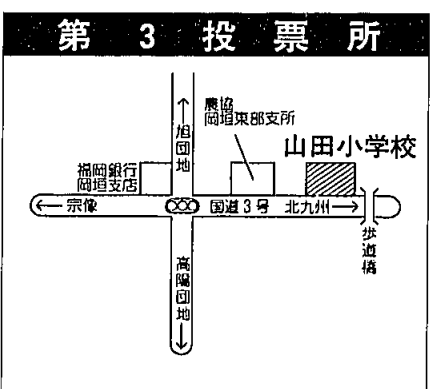 第3投票所
農協
岡垣東部支所
山田小学校
↑
旭団地
福岡銀行
岡垣支店
← 宗像
国道3号 北九州 →
歩道橋
高陽団地
↓